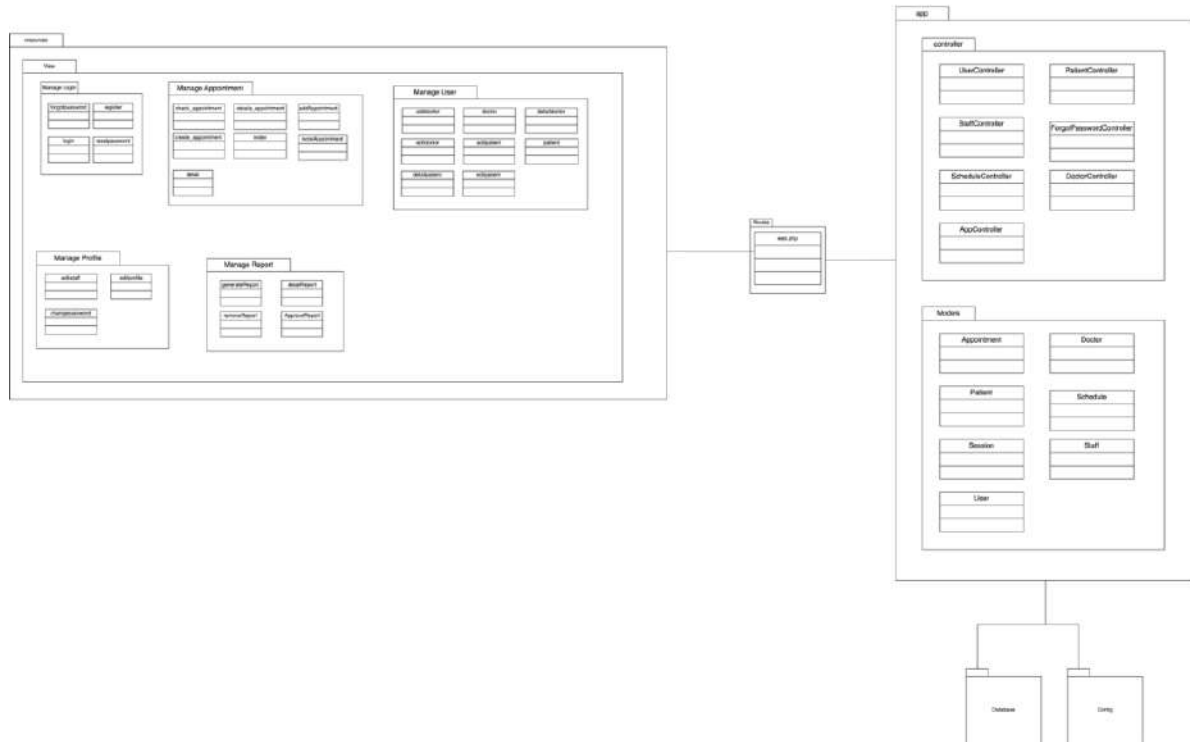 resources
View
Manage Login
forgotpassword
register
login
resetpassword
Manage Appointment
check_appointment
details_appointment
addAppointment
create_appointment
index
noteAppointment
detail
Manage User
adddoctor
doctor
detaildoctor
editdoctor
addpatient
patient
detailpatient
editpatient
Manage Profile
editstaff
editprofile
changepassword
Manage Report
generateReport
detailReport
removeReport
ApproveReport
Routes
web.php
app
controller
UserController
PatientController
StaffController
ForgotPasswordController
ScheduleController
DoctorController
AppController
Models
Appointment
Doctor
Patient
Schedule
Session
Staff
User
Database
Config